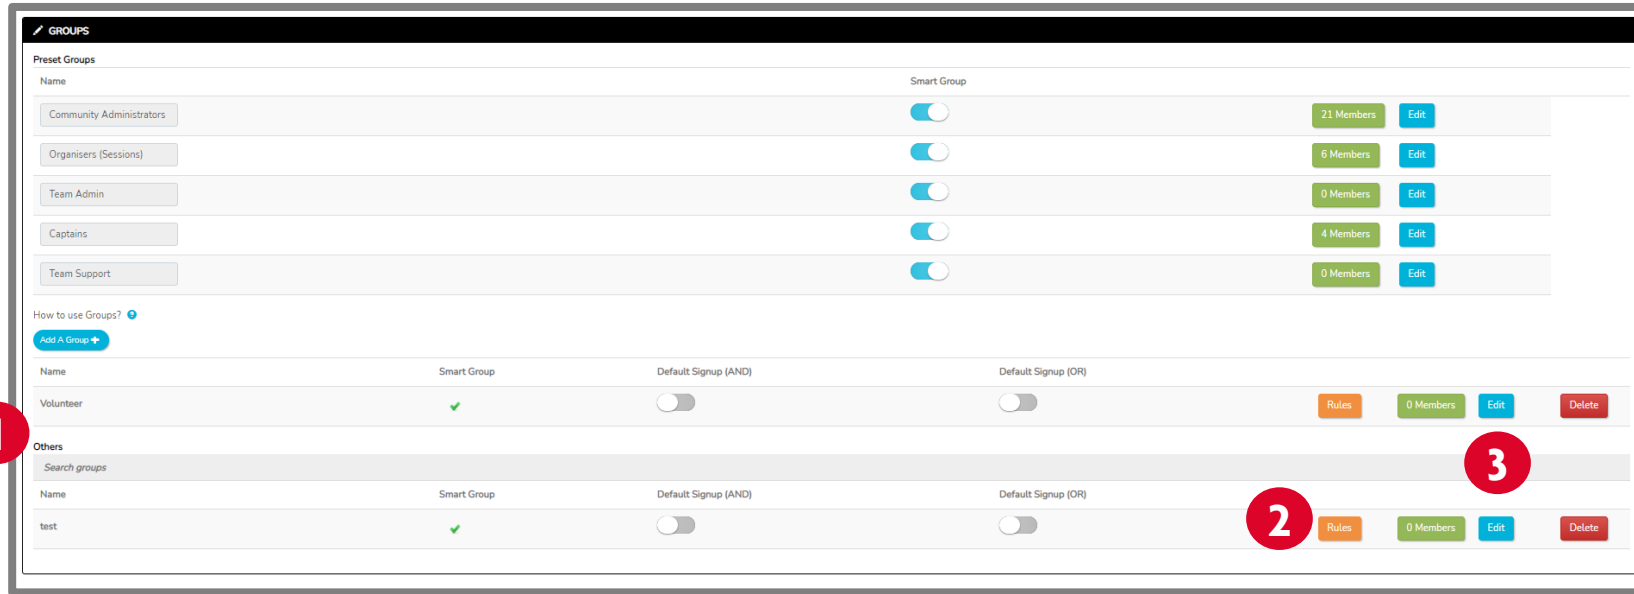 GROUPS
Preset Groups
Name Smart Group
Community Administrators 21 Members Edit
Organisers (Sessions) 6 Members Edit
Team Admin 0 Members Edit
Captains 4 Members Edit
Team Support 0 Members Edit
How to use Groups? ?
Add A Group +
Name Smart Group Default Signup (AND) Default Signup (OR)
Volunteer Rules 0 Members Edit Delete
Others
Search groups
3
Name Smart Group Default Signup (AND) Default Signup (OR)
2
test Rules 0 Members Edit Delete